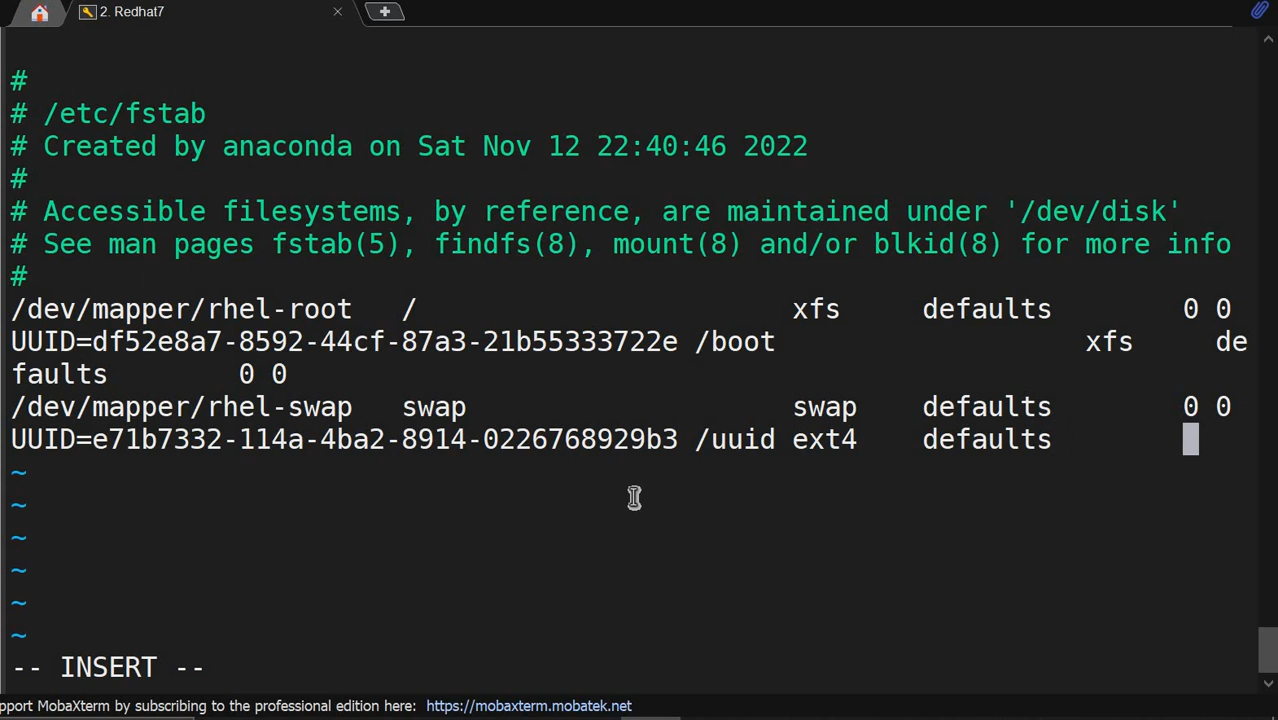 2. Redhat7
#
# /etc/fstab
# Created by anaconda on Sat Nov 12 22:40:46 2022
#
# Accessible filesystems, by reference, are maintained under '/dev/disk'
# See man pages fstab(5), findfs(8), mount(8) and/or blkid(8) for more info
#
/dev/mapper/rhel-root   /                       xfs     defaults        0 0
UUID=df52e8a7-8592-44cf-87a3-21b55333722e /boot                   xfs     de
faults        0 0
/dev/mapper/rhel-swap   swap                    swap    defaults        0 0
UUID=e71b7332-114a-4ba2-8914-0226768929b3 /uuid ext4    defaults
~
~
~
~
~
~
-- INSERT --
pport MobaXterm by subscribing to the professional edition here: https://mobaxterm.mobatek.net